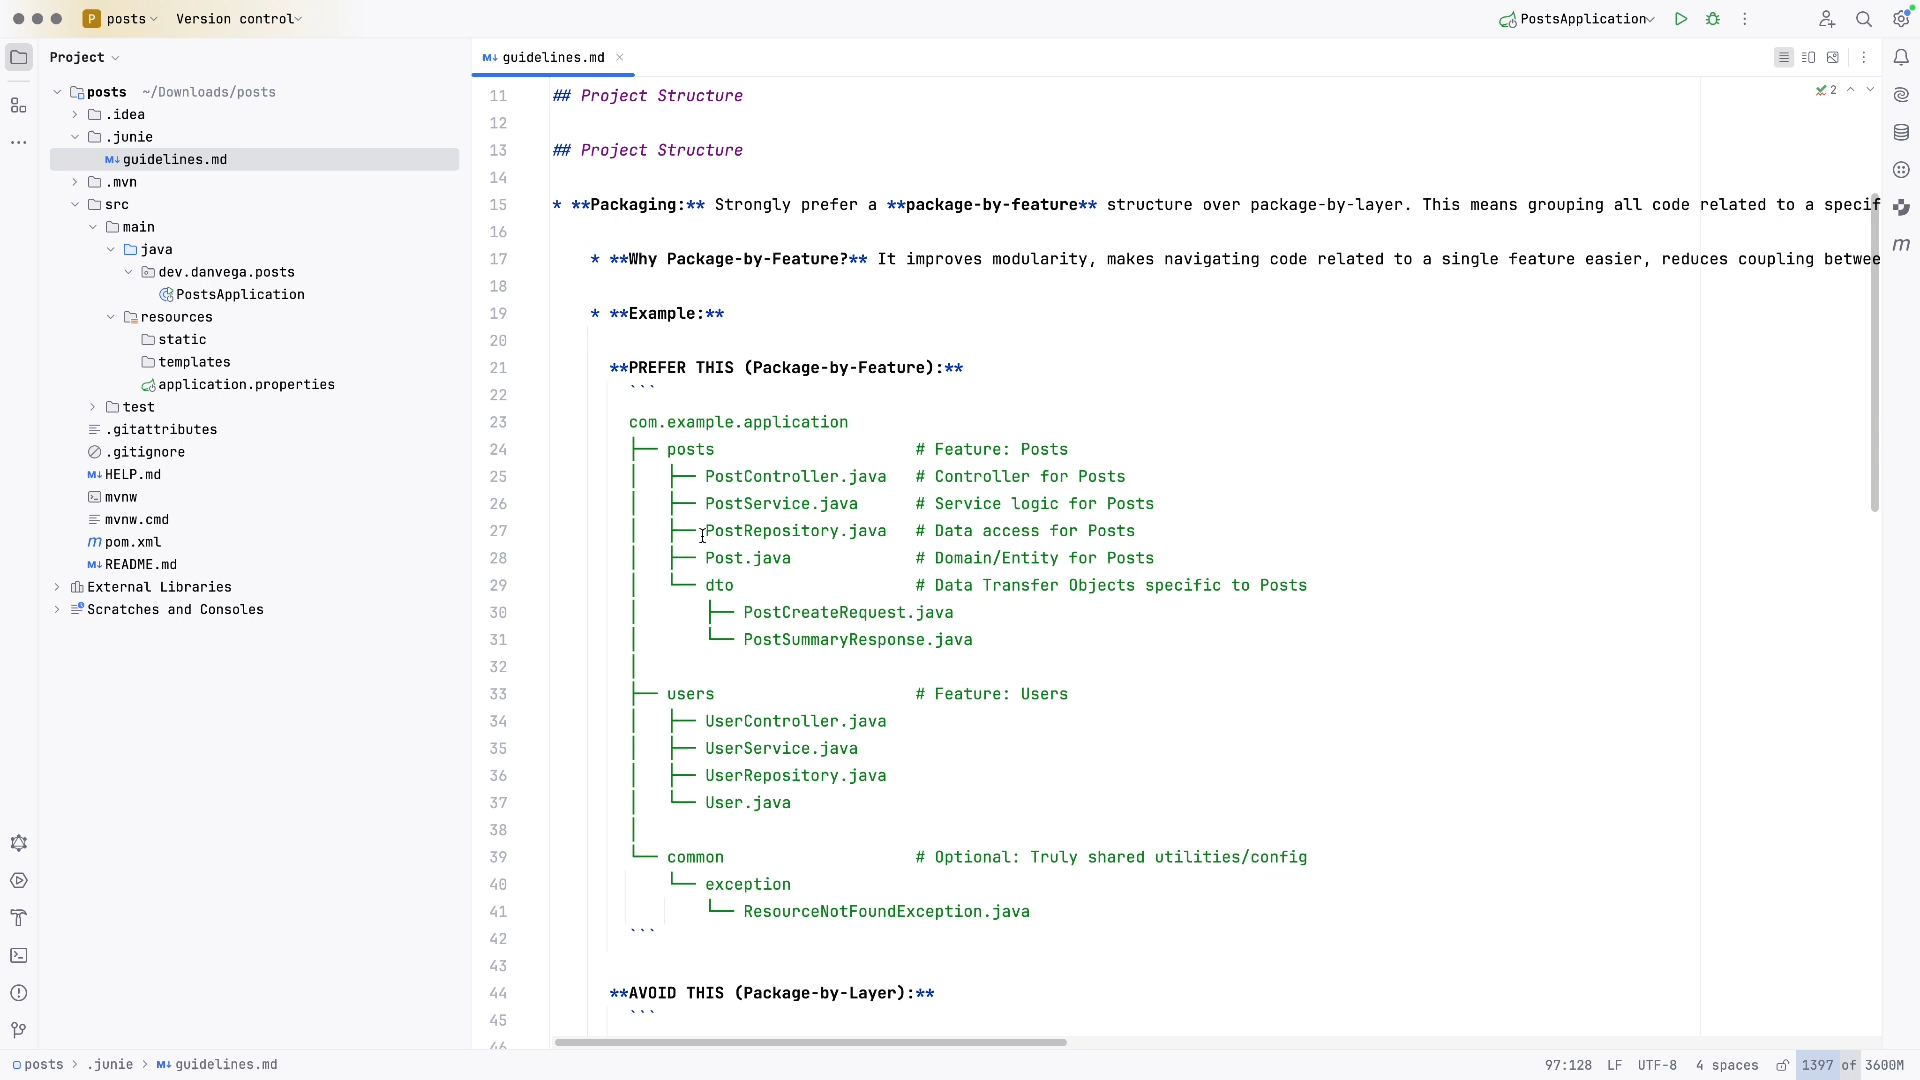 P posts Version control PostsApplication
Project
guidelines.md
posts ~/Downloads/posts
.idea
.junie
guidelines.md
.mvn
src
main
java
dev.danvega.posts
PostsApplication
resources
static
templates
application.properties
test
.gitattributes
.gitignore
HELP.md
mvnw
mvnw.cmd
pom.xml
README.md
External Libraries
Scratches and Consoles
2
11 ## Project Structure
12
13 ## Project Structure
14
15 * **Packaging:** Strongly prefer a **package-by-feature** structure over package-by-layer. This means grouping all code related to a specif
16
17 * **Why Package-by-Feature?** It improves modularity, makes navigating code related to a single feature easier, reduces coupling betwee
18
19 * **Example:**
20
21 **PREFER THIS (Package-by-Feature):**
22 ```
23 com.example.application
24 ├── posts # Feature: Posts
25 │ ├── PostController.java # Controller for Posts
26 │ ├── PostService.java # Service logic for Posts
27 │ ├── PostRepository.java # Data access for Posts
28 │ ├── Post.java # Domain/Entity for Posts
29 │ └── dto # Data Transfer Objects specific to Posts
30 │ ├── PostCreateRequest.java
31 │ └── PostSummaryResponse.java
32 │
33 ├── users # Feature: Users
34 │ ├── UserController.java
35 │ ├── UserService.java
36 │ ├── UserRepository.java
37 │ └── User.java
38 │
39 └── common # Optional: Truly shared utilities/config
40 └── exception
41 └── ResourceNotFoundException.java
42 ```
43
44 **AVOID THIS (Package-by-Layer):**
45 ```
46
posts > .junie > guidelines.md 97:128 LF UTF-8 4 spaces 1397 of 3600M